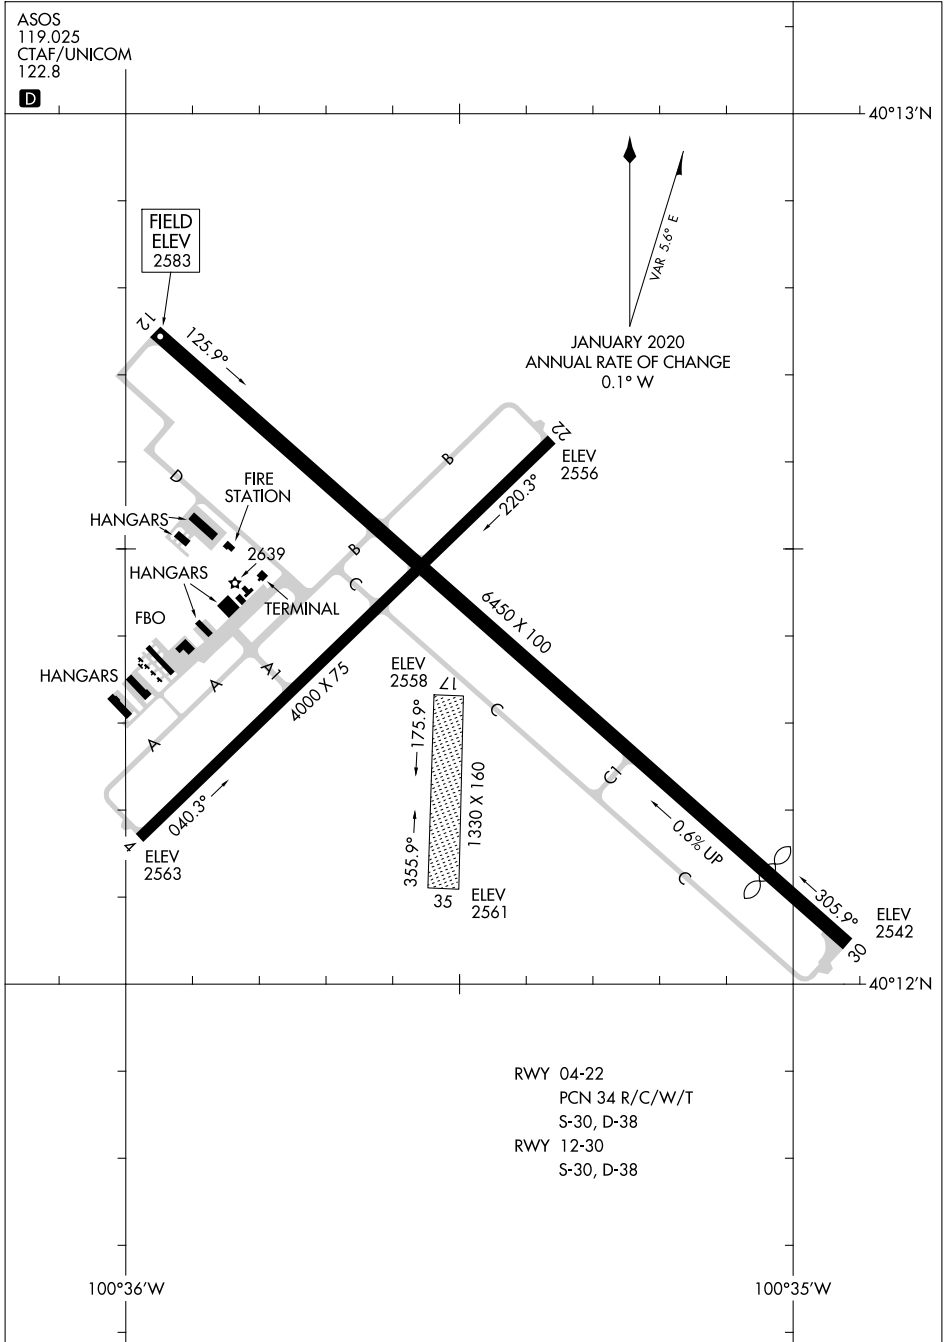 ASOS
119.025
CTAF/UNICOM
122.8
D
40°13'N
FIELD
ELEV
2583
VAR 5.6° E
JANUARY 2020
ANNUAL RATE OF CHANGE
0.1° W
12
125.9°
22
ELEV
2556
220.3°
B
D
FIRE
STATION
HANGARS
B
2639
HANGARS
C
TERMINAL
FBO
6450 X 100
HANGARS
A1
A
4000 X 75
ELEV
2558
17
175.9°
C
A
1330 X 160
C1
040.3°
355.9°
0.6% UP
4
ELEV
2563
C
35
ELEV
2561
305.9°
ELEV
2542
30
40°12'N
RWY 04-22
PCN 34 R/C/W/T
S-30, D-38
RWY 12-30
S-30, D-38
100°36'W
100°35'W